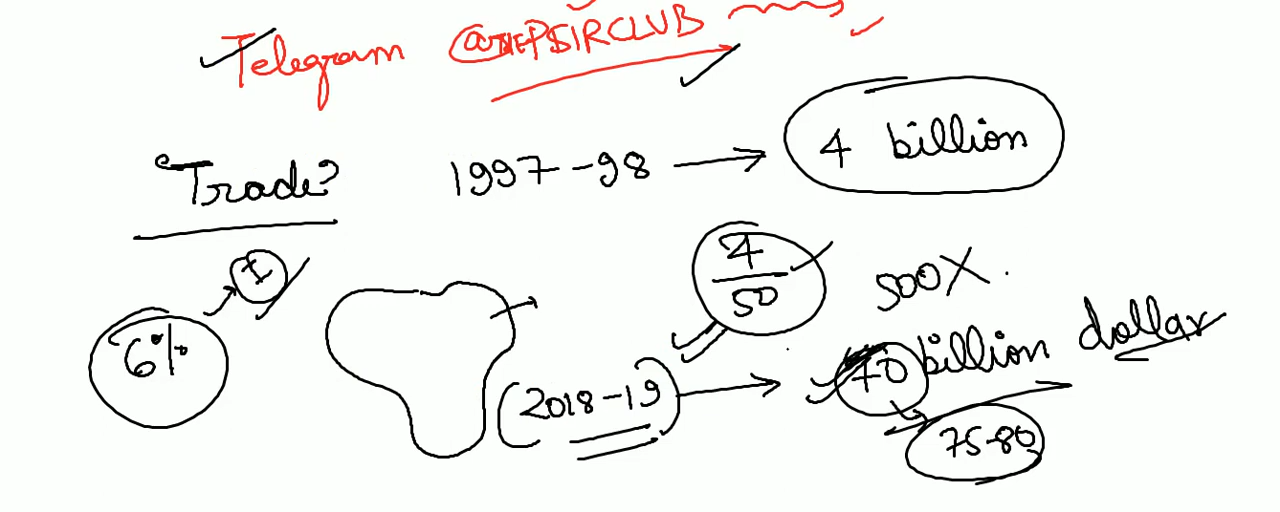 Telegram @THEPSIRCLUB
Trade? 1997-98 → 4 billion
I
4/50 500X
6%
(2018-19) → 70 billion dollar
75-80